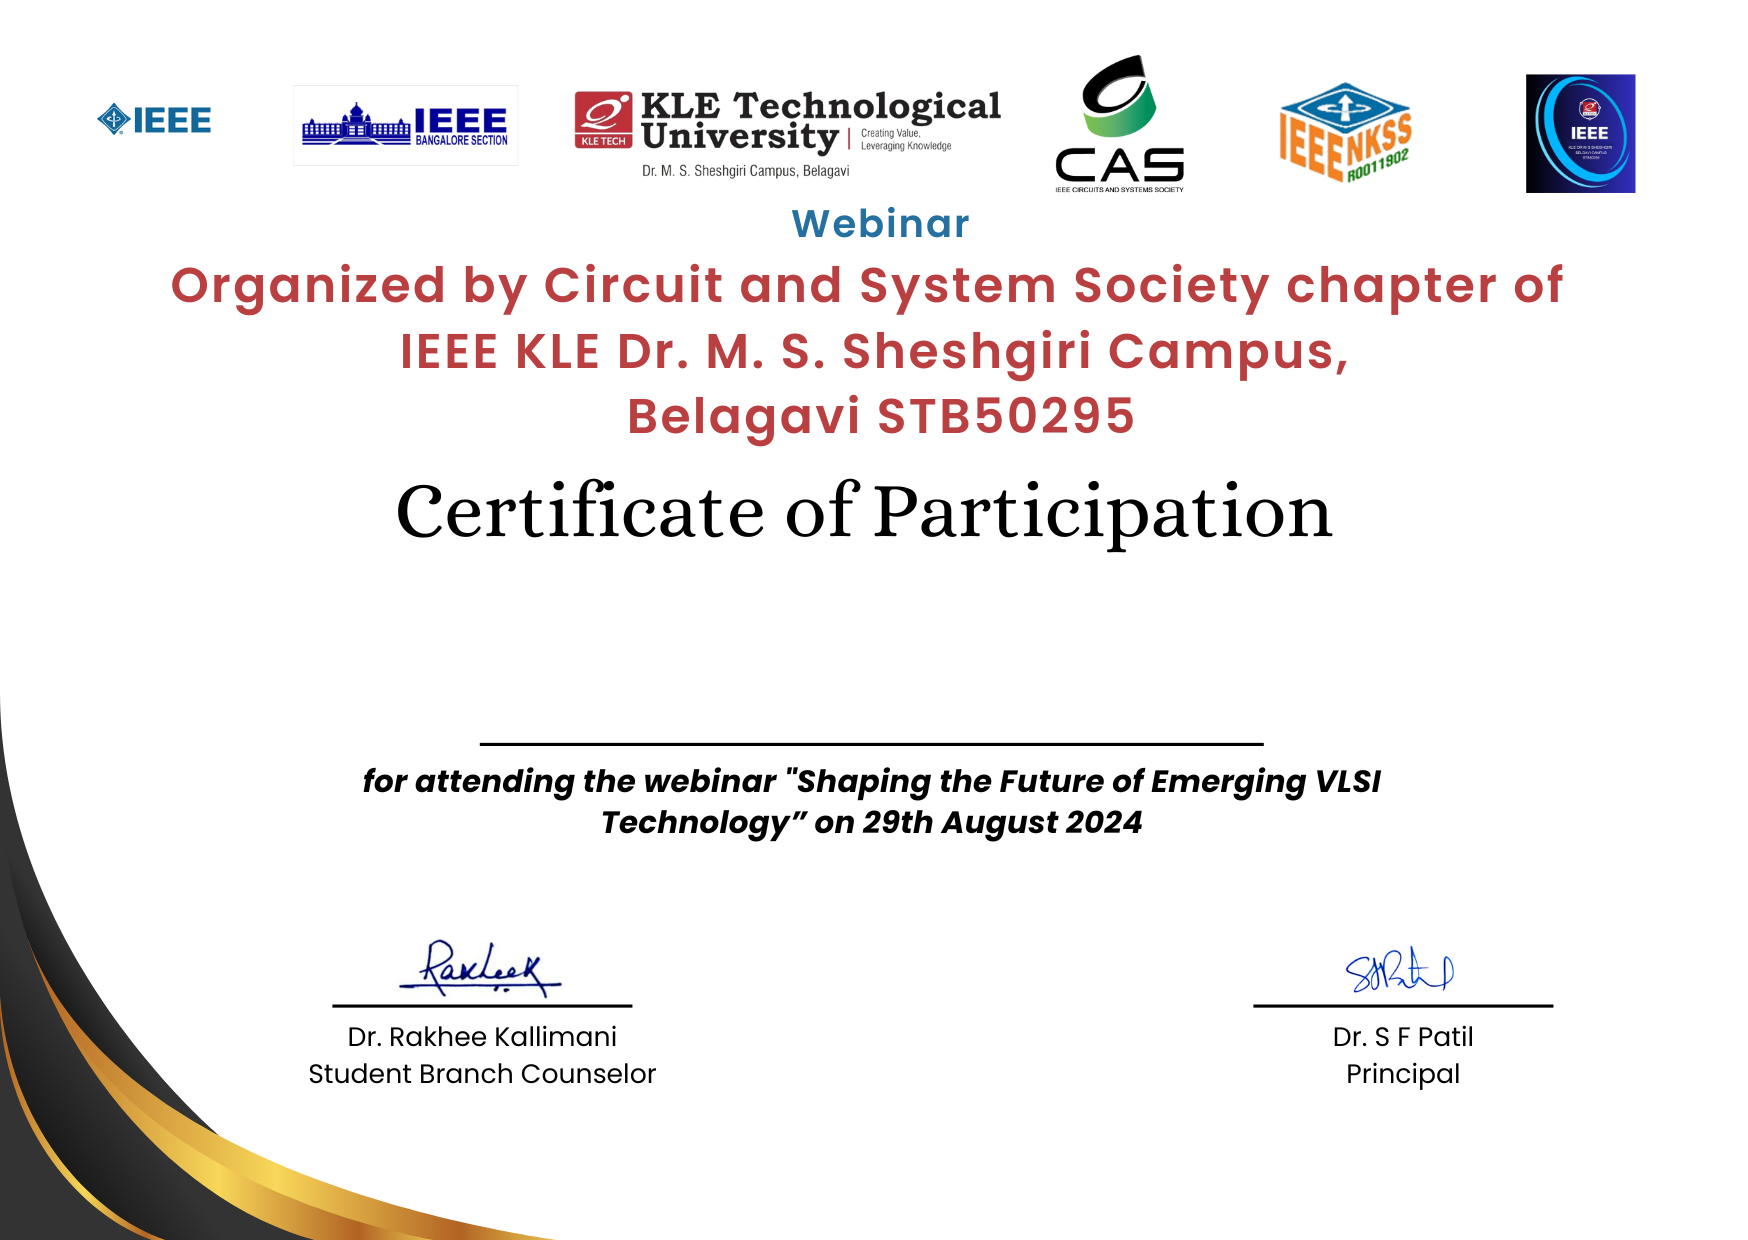 IEEE
IEEE
BANGALORE SECTION
KLE TECH
KLE Technological
University
Creating Value,
Leveraging Knowledge
Dr. M. S. Sheshgiri Campus, Belagavi
CAS
IEEE CIRCUITS AND SYSTEMS SOCIETY
IEEE NKSS
R0011902
IEEE
Webinar
Organized by Circuit and System Society chapter of
IEEE KLE Dr. M. S. Sheshgiri Campus,
Belagavi STB50295
Certificate of Participation
for attending the webinar "Shaping the Future of Emerging VLSI
Technology” on 29th August 2024
Rakheek
Dr. Rakhee Kallimani
Student Branch Counselor
Dr. S F Patil
Principal